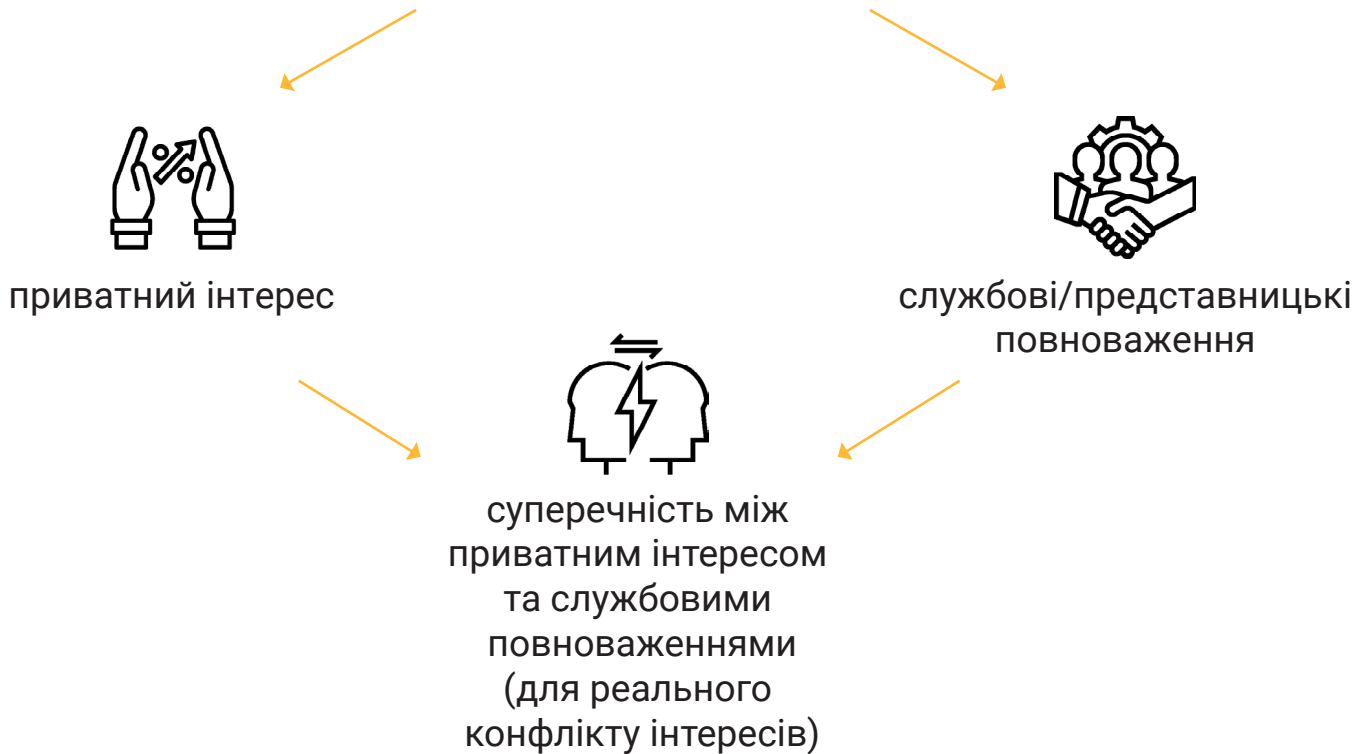 приватний інтерес
службові/представницькі
повноваження
суперечність між
приватним інтересом
та службовими
повноваженнями
(для реального
конфлікту інтересів)